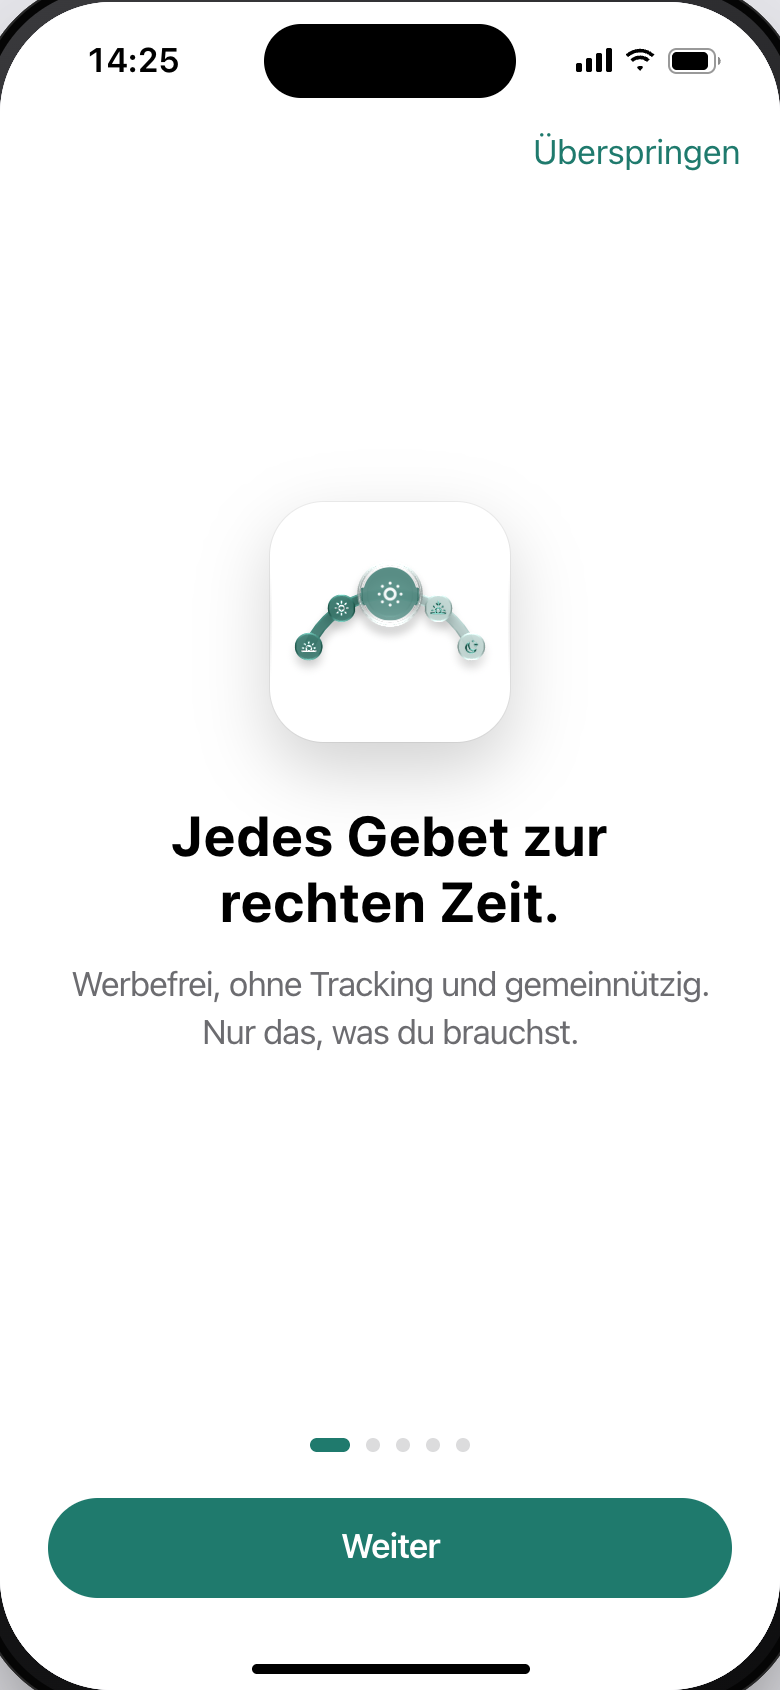 14:25
Überspringen
Jedes Gebet zur
rechten Zeit.
Werbefrei, ohne Tracking und gemeinnützig.
Nur das, was du brauchst.
Weiter